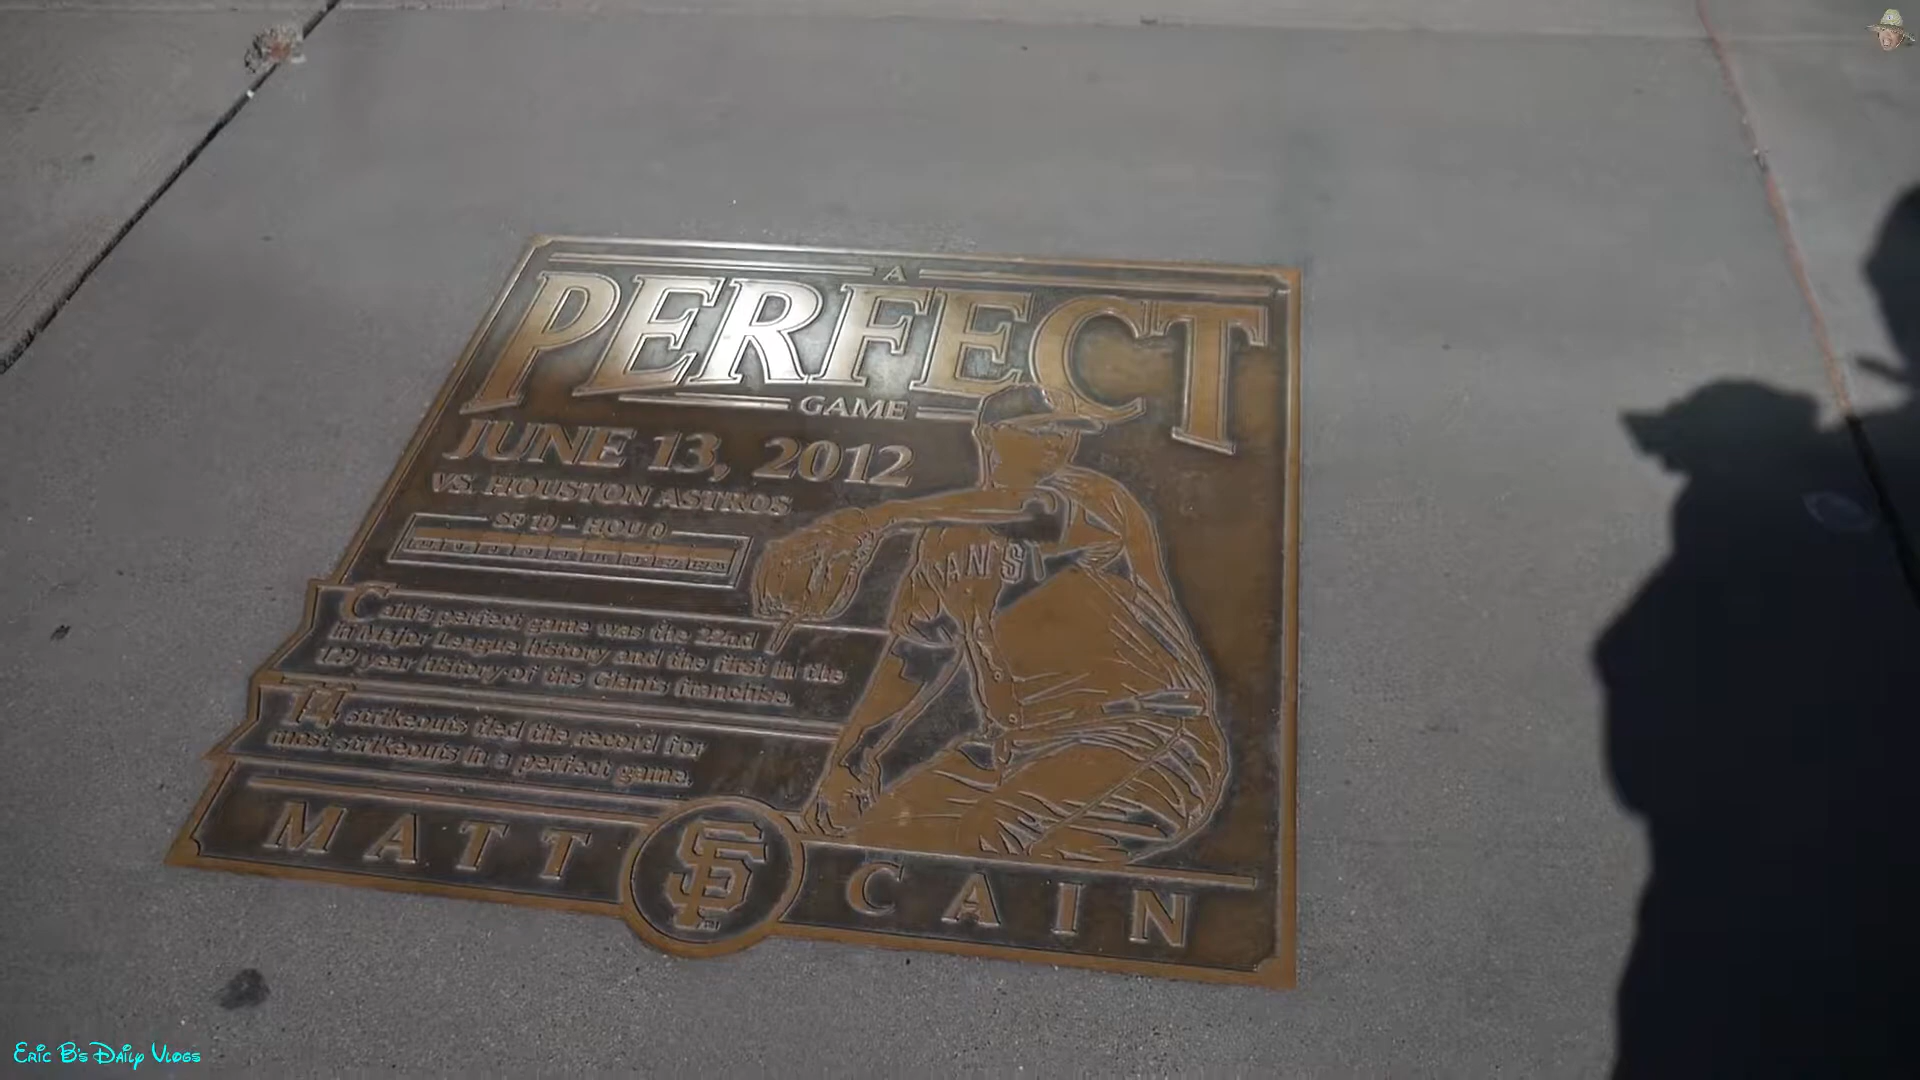 A
PERFECT
GAME
JUNE 13, 2012
VS. HOUSTON ASTROS
SF 10 - HOU 0
Cain's perfect game was the 22nd
in Major League history and the first in the
129 year history of the Giants franchise.
14 strikeouts tied the record for
most strikeouts in a perfect game.
MATT SF CAIN
Eric B's Daily Vlogs